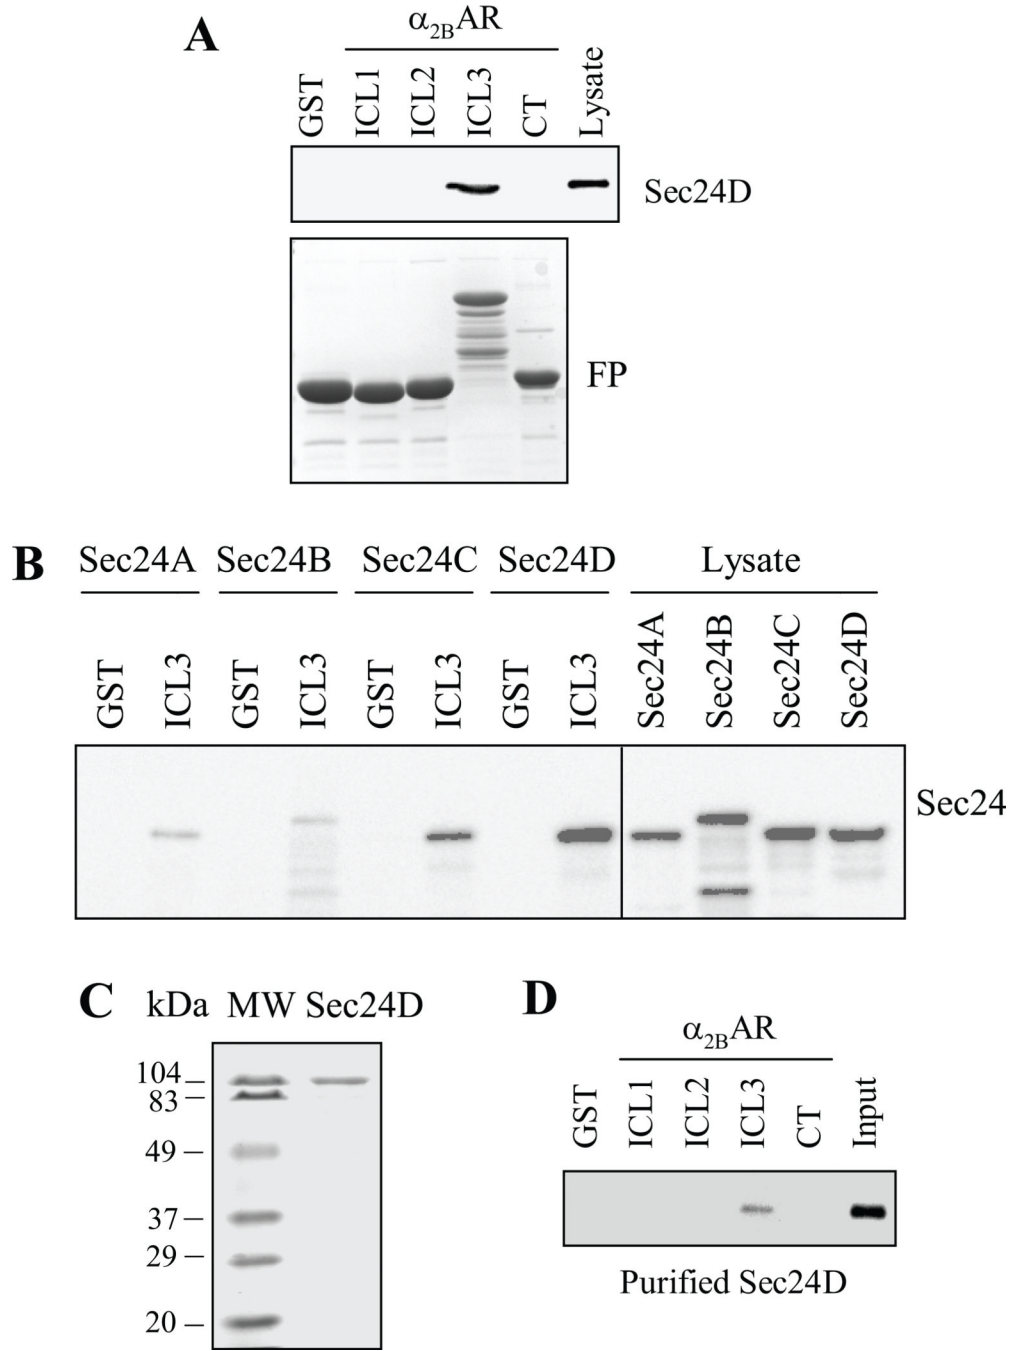 A
α2BAR
GST ICL1 ICL2 ICL3 CT Lysate
Sec24D
FP
B
Sec24A Sec24B Sec24C Sec24D Lysate
GST ICL3 GST ICL3 GST ICL3 GST ICL3 Sec24A Sec24B Sec24C Sec24D
Sec24
C kDa MW Sec24D
104
83
49
37
29
20
D
α2BAR
GST ICL1 ICL2 ICL3 CT Input
Purified Sec24D